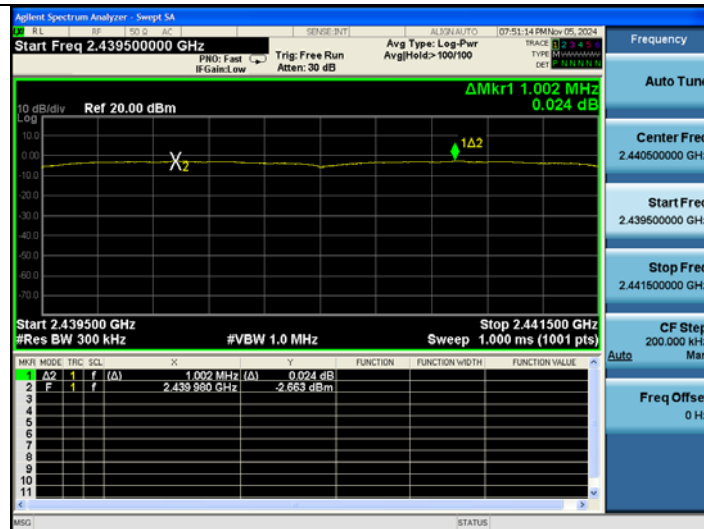 Agilent Spectrum Analyzer - Swept SA
RL RF 50 Ω AC SENSE:INT ALIGNAUTO 07:51:14 PM Nov 05, 2024
Start Freq 2.439500000 GHz
PNO: Fast
IFGain:Low
Trig: Free Run
Atten: 30 dB
Avg Type: Log-Pwr
Avg|Hold:>100/100
TRACE 1 2 3 4 5 6
TYPE M
DET P N N N N N
ΔMkr1 1.002 MHz
0.024 dB
10 dB/div Ref 20.00 dBm
Log
10.0
0.00
-10.0
-20.0
-30.0
-40.0
-50.0
-60.0
-70.0
X2
1Δ2
Start 2.439500 GHz Stop 2.441500 GHz
#Res BW 300 kHz #VBW 1.0 MHz Sweep 1.000 ms (1001 pts)
MKR MODE TRC SCL X Y FUNCTION FUNCTION WIDTH FUNCTION VALUE
1 Δ2 1 f (Δ) 1.002 MHz (Δ) 0.024 dB
2 F 1 f 2.439 980 GHz -2.663 dBm
3
4
5
6
7
8
9
10
11
MSG STATUS
Frequency
Auto Tune
Center Freq
2.440500000 GHz
Start Freq
2.439500000 GHz
Stop Freq
2.441500000 GHz
CF Step
200.000 kHz
Auto Man
Freq Offset
0 Hz